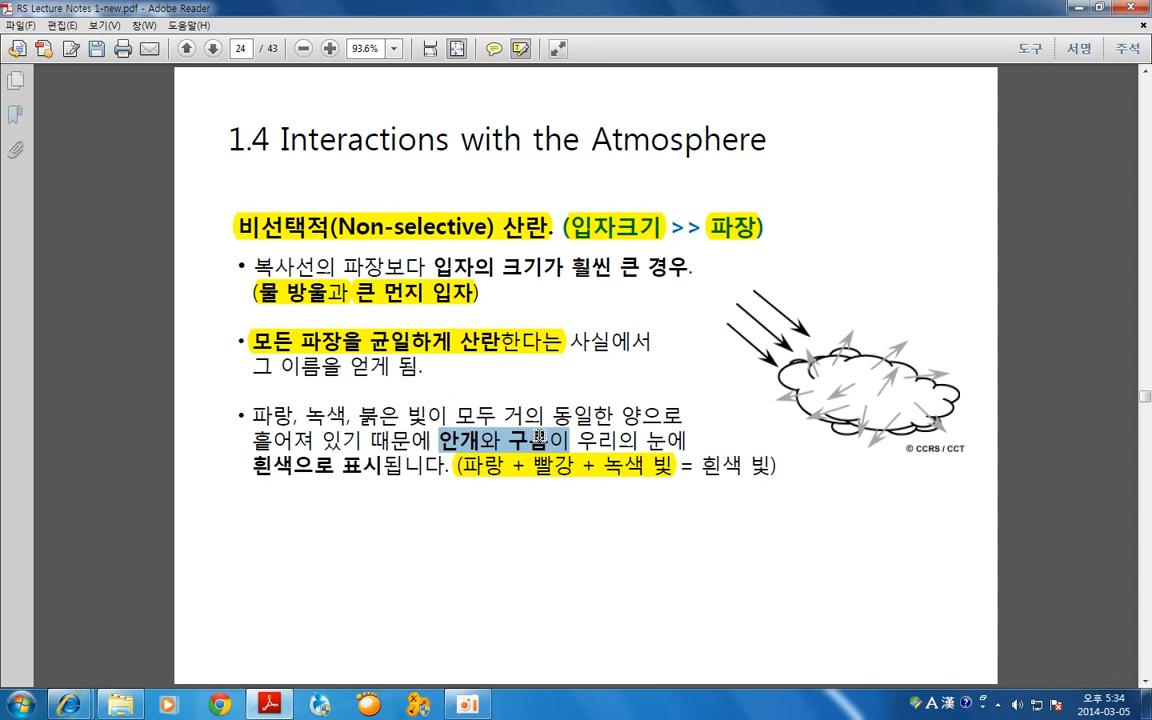 RS Lecture Notes 1-new.pdf - Adobe Reader
파일(F) 편집(E) 보기(V) 창(W) 도움말(H)
24 / 43 93.6% 도구 서명 주석
1.4 Interactions with the Atmosphere
비선택적(Non-selective) 산란. (입자크기 >> 파장)
• 복사선의 파장보다 입자의 크기가 훨씬 큰 경우.
(물 방울과 큰 먼지 입자)
• 모든 파장을 균일하게 산란한다는 사실에서
그 이름을 얻게 됨.
• 파랑, 녹색, 붉은 빛이 모두 거의 동일한 양으로
흩어져 있기 때문에 안개와 구름이 우리의 눈에
흰색으로 표시됩니다. (파랑 + 빨강 + 녹색 빛 = 흰색 빛)
© CCRS / CCT
A 漢
오후 5:34
2014-03-05